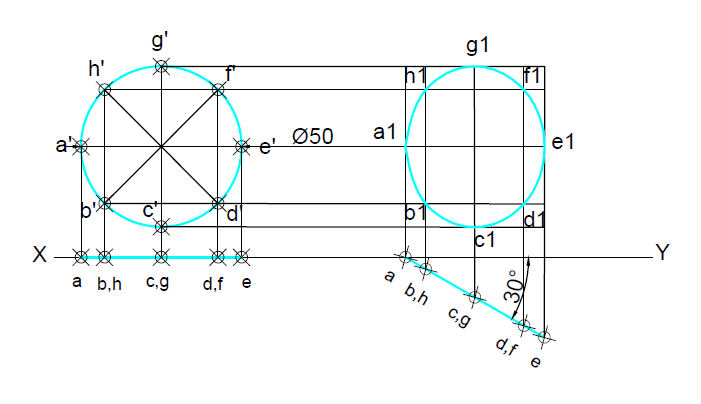 g' g1
h' f' h1 f1
a' e' Ø50 a1 e1
b' c' d' b1 d1
c1
X Y
a b,h c,g d,f e
a b,h c,g d,f e 30°